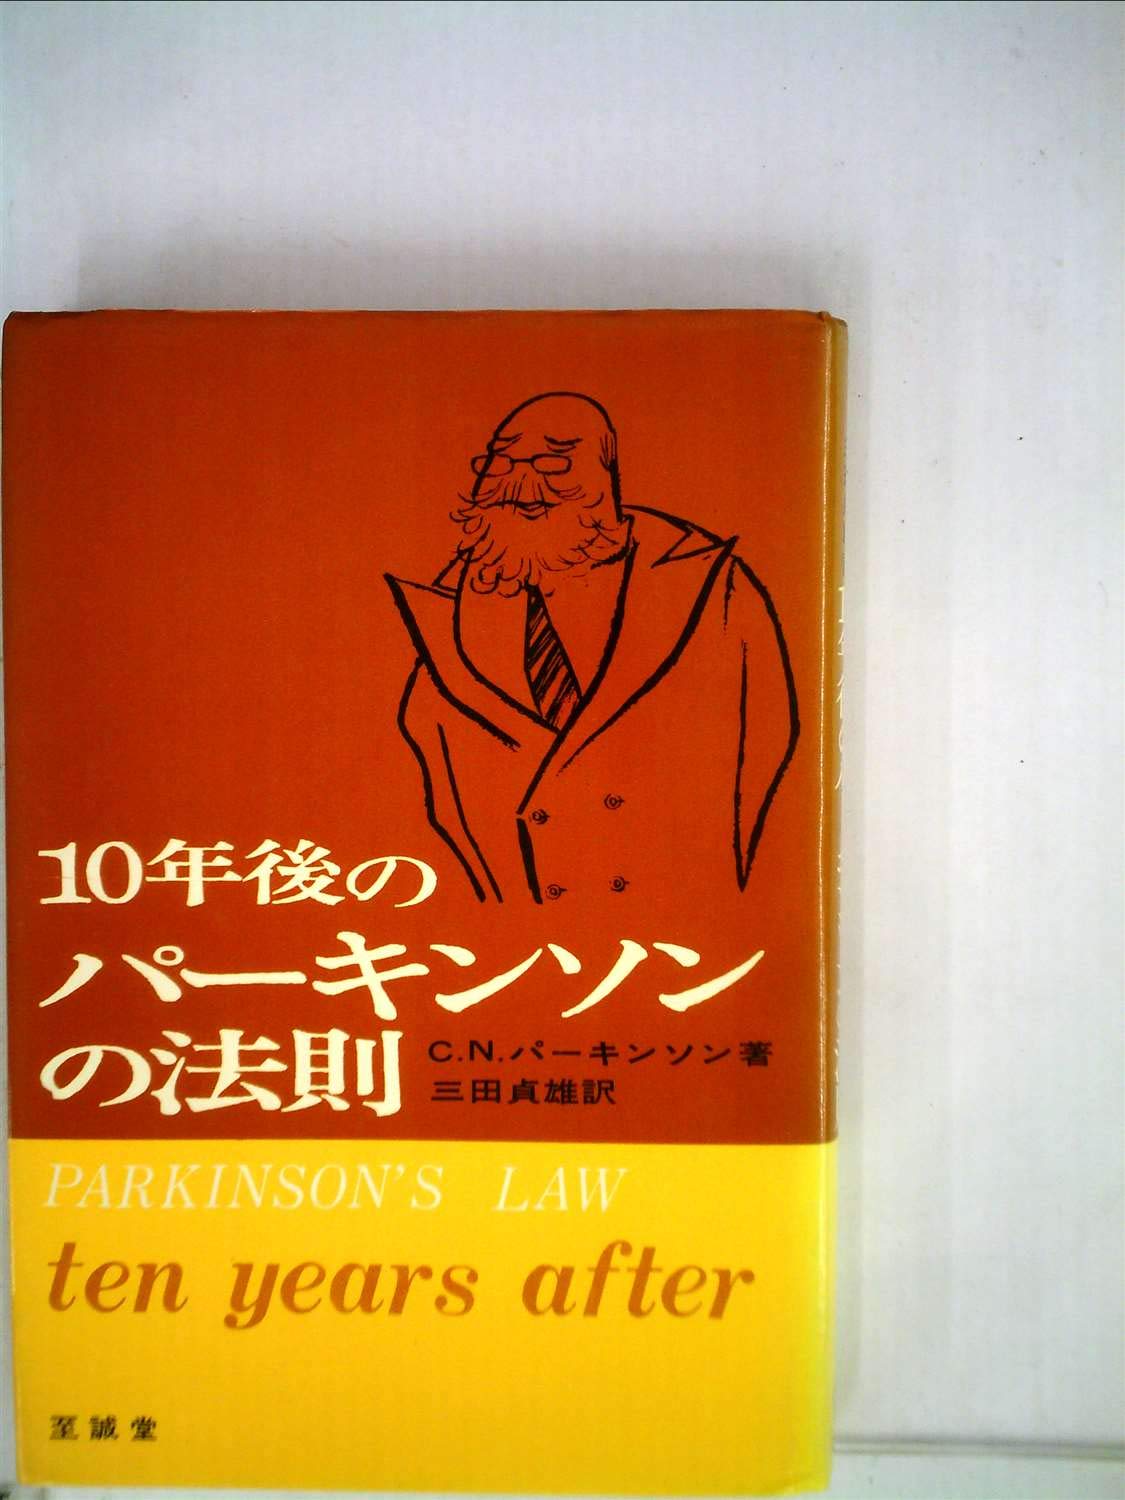 10年後の
パーキンソン
の法則
C.N.パーキンソン著
三田貞雄訳
PARKINSON'S LAW
ten years after
至誠堂